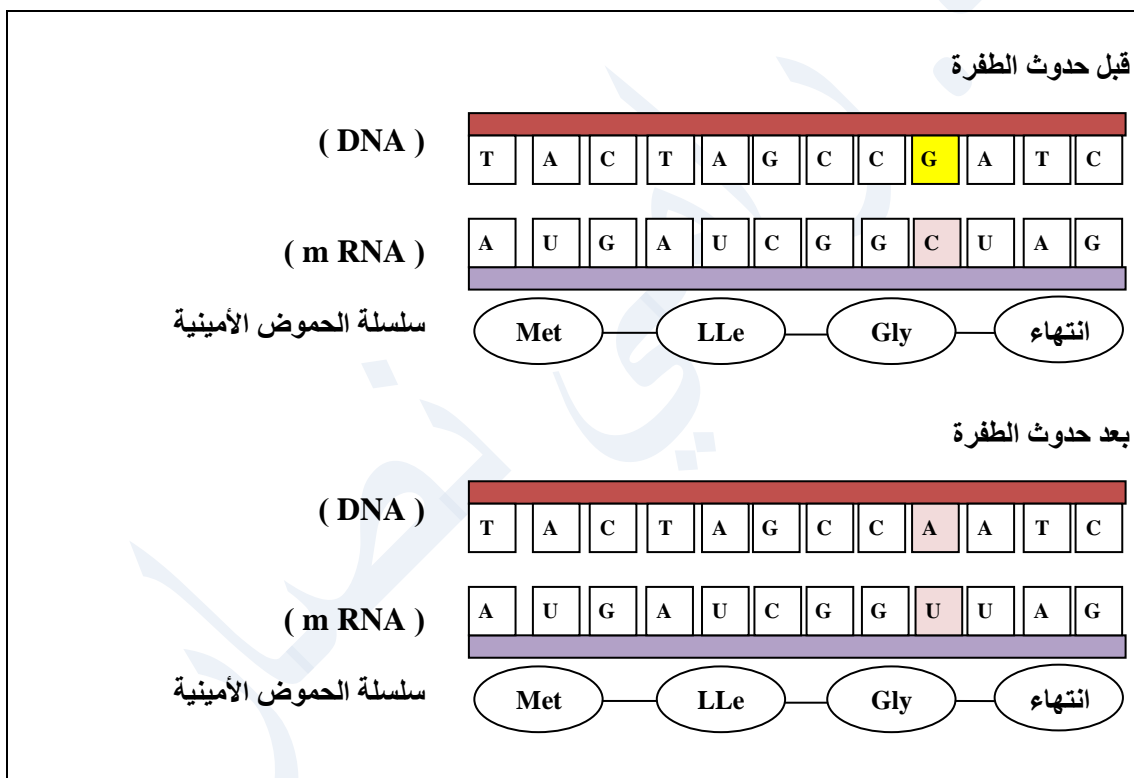 قبل حدوث الطفرة
( DNA ) T A C T A G C C G A T C
( m RNA ) A U G A U C G G C U A G
سلسلة الحموض الأمينية Met LLe Gly انتهاء
بعد حدوث الطفرة
( DNA ) T A C T A G C C A A T C
( m RNA ) A U G A U C G G U U A G
سلسلة الحموض الأمينية Met LLe Gly انتهاء